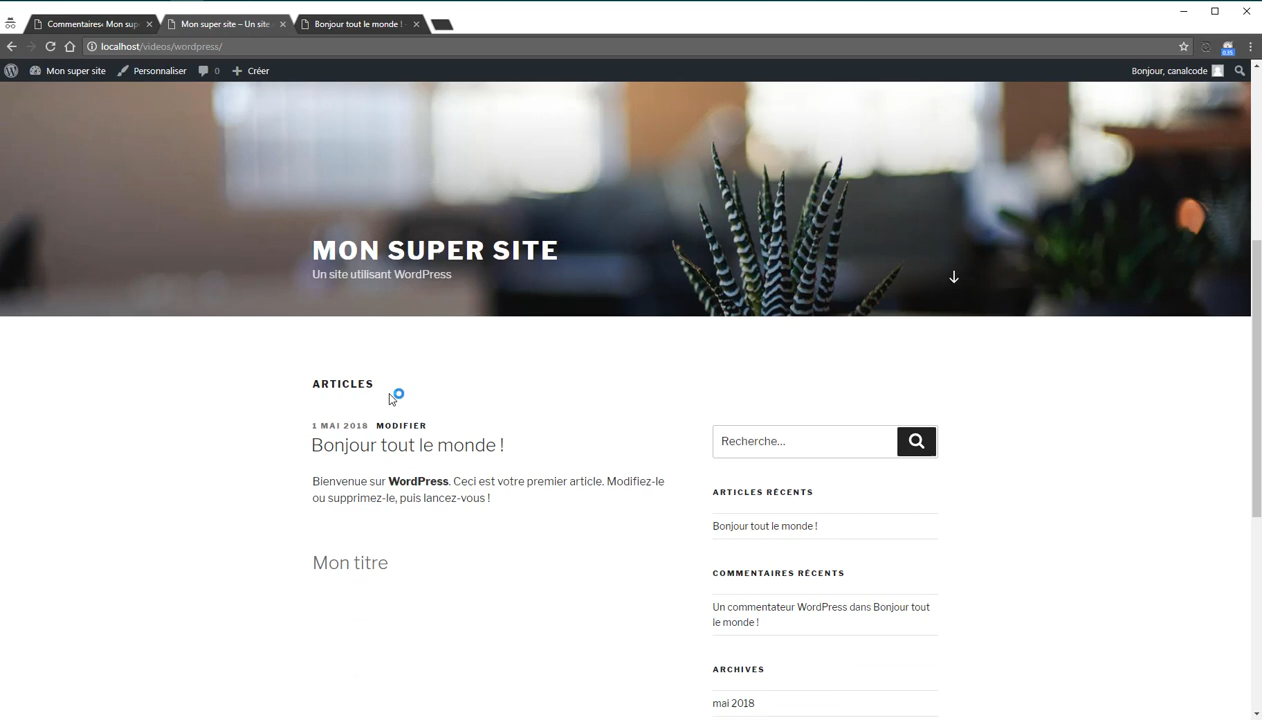 Commentaires‹ Mon sup
Mon super site – Un site
Bonjour tout le monde !
localhost/videos/wordpress/
0.35
Mon super site
Personnaliser
0
Créer
Bonjour, canalcode
MON SUPER SITE
Un site utilisant WordPress
ARTICLES
1 MAI 2018 MODIFIER
Bonjour tout le monde !
Bienvenue sur WordPress. Ceci est votre premier article. Modifiez-le
ou supprimez-le, puis lancez-vous !
Mon titre
Recherche…
ARTICLES RÉCENTS
Bonjour tout le monde !
COMMENTAIRES RÉCENTS
Un commentateur WordPress dans Bonjour tout
le monde !
ARCHIVES
mai 2018